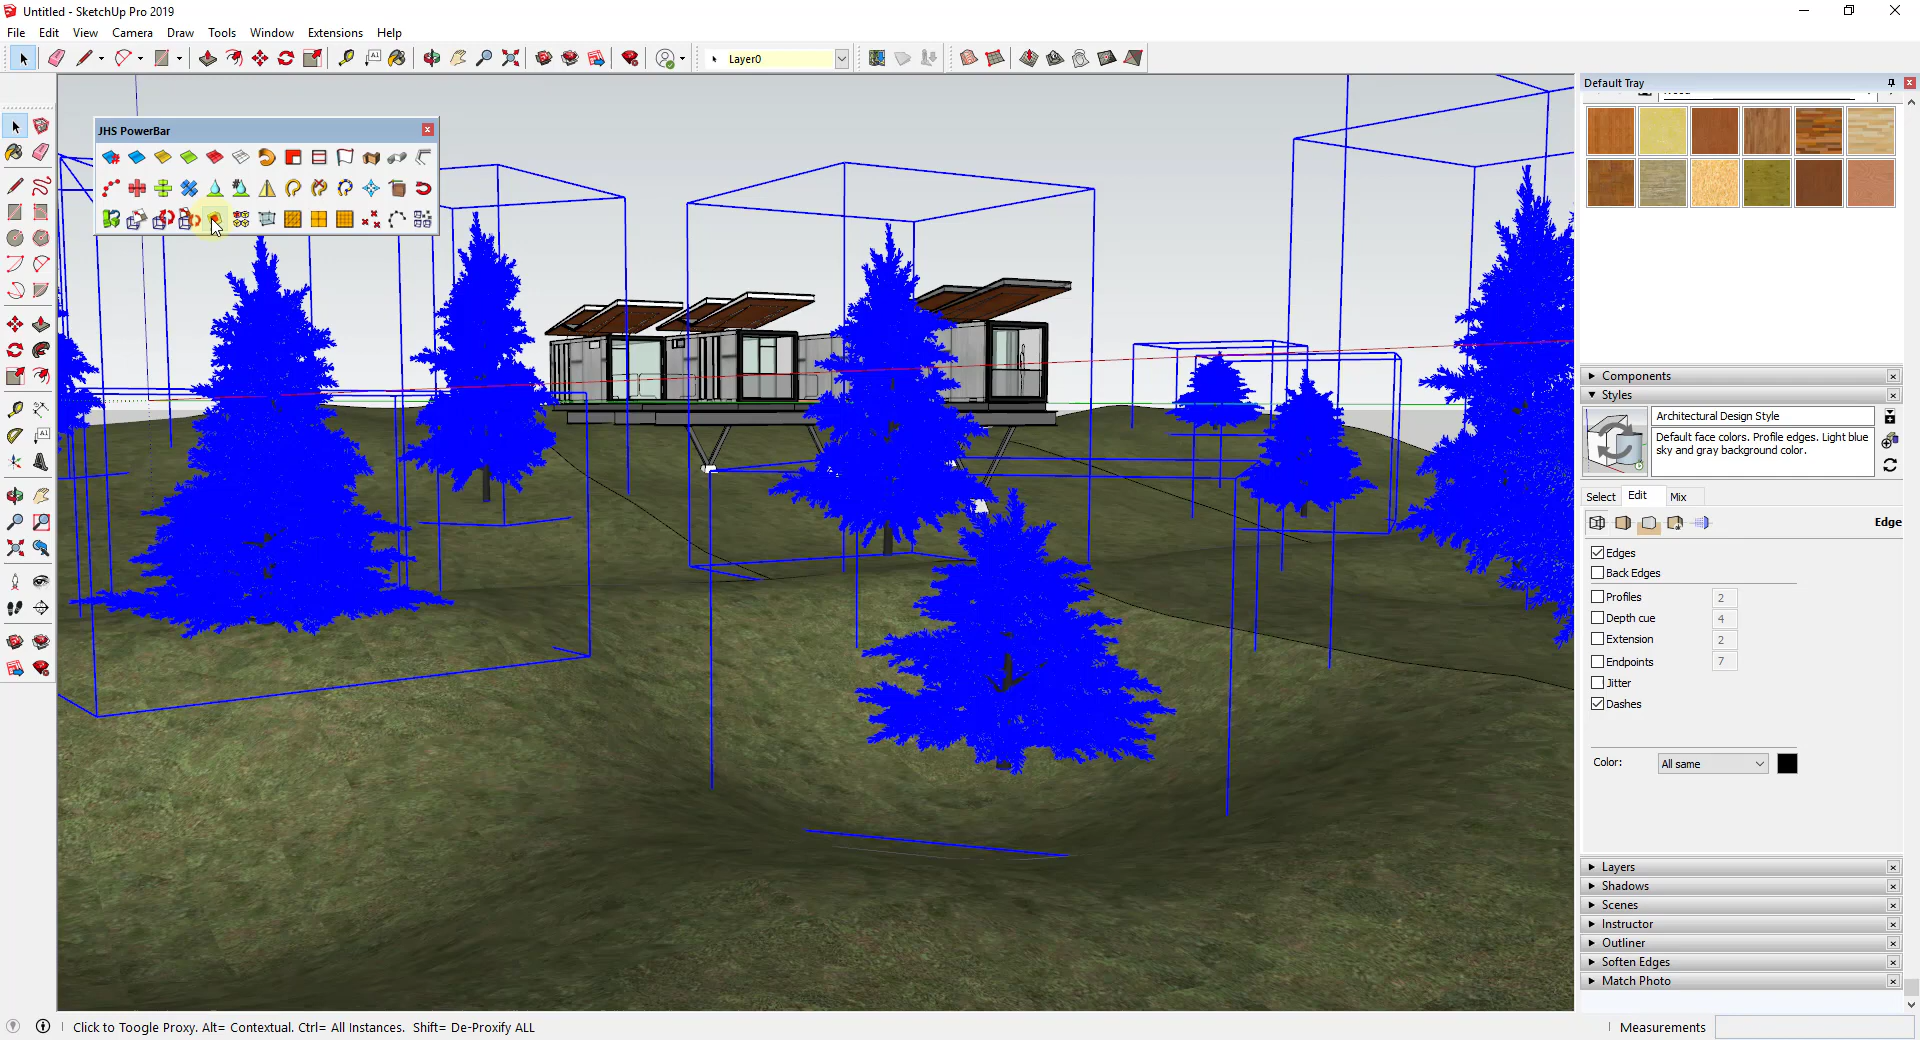 Untitled - SketchUp Pro 2019
File Edit View Camera Draw Tools Window Extensions Help
Layer0
Default Tray
JHS PowerBar
Components
Styles
Architectural Design Style
Default face colors. Profile edges. Light blue
sky and gray background color.
Select Edit Mix
Edge
Edges
Back Edges
Profiles 2
Depth cue 4
Extension 2
Endpoints 7
Jitter
Dashes
Color: All same
Layers
Shadows
Scenes
Instructor
Outliner
Soften Edges
Match Photo
Click to Toogle Proxy. Alt= Contextual. Ctrl= All Instances. Shift= De-Proxify ALL
Measurements